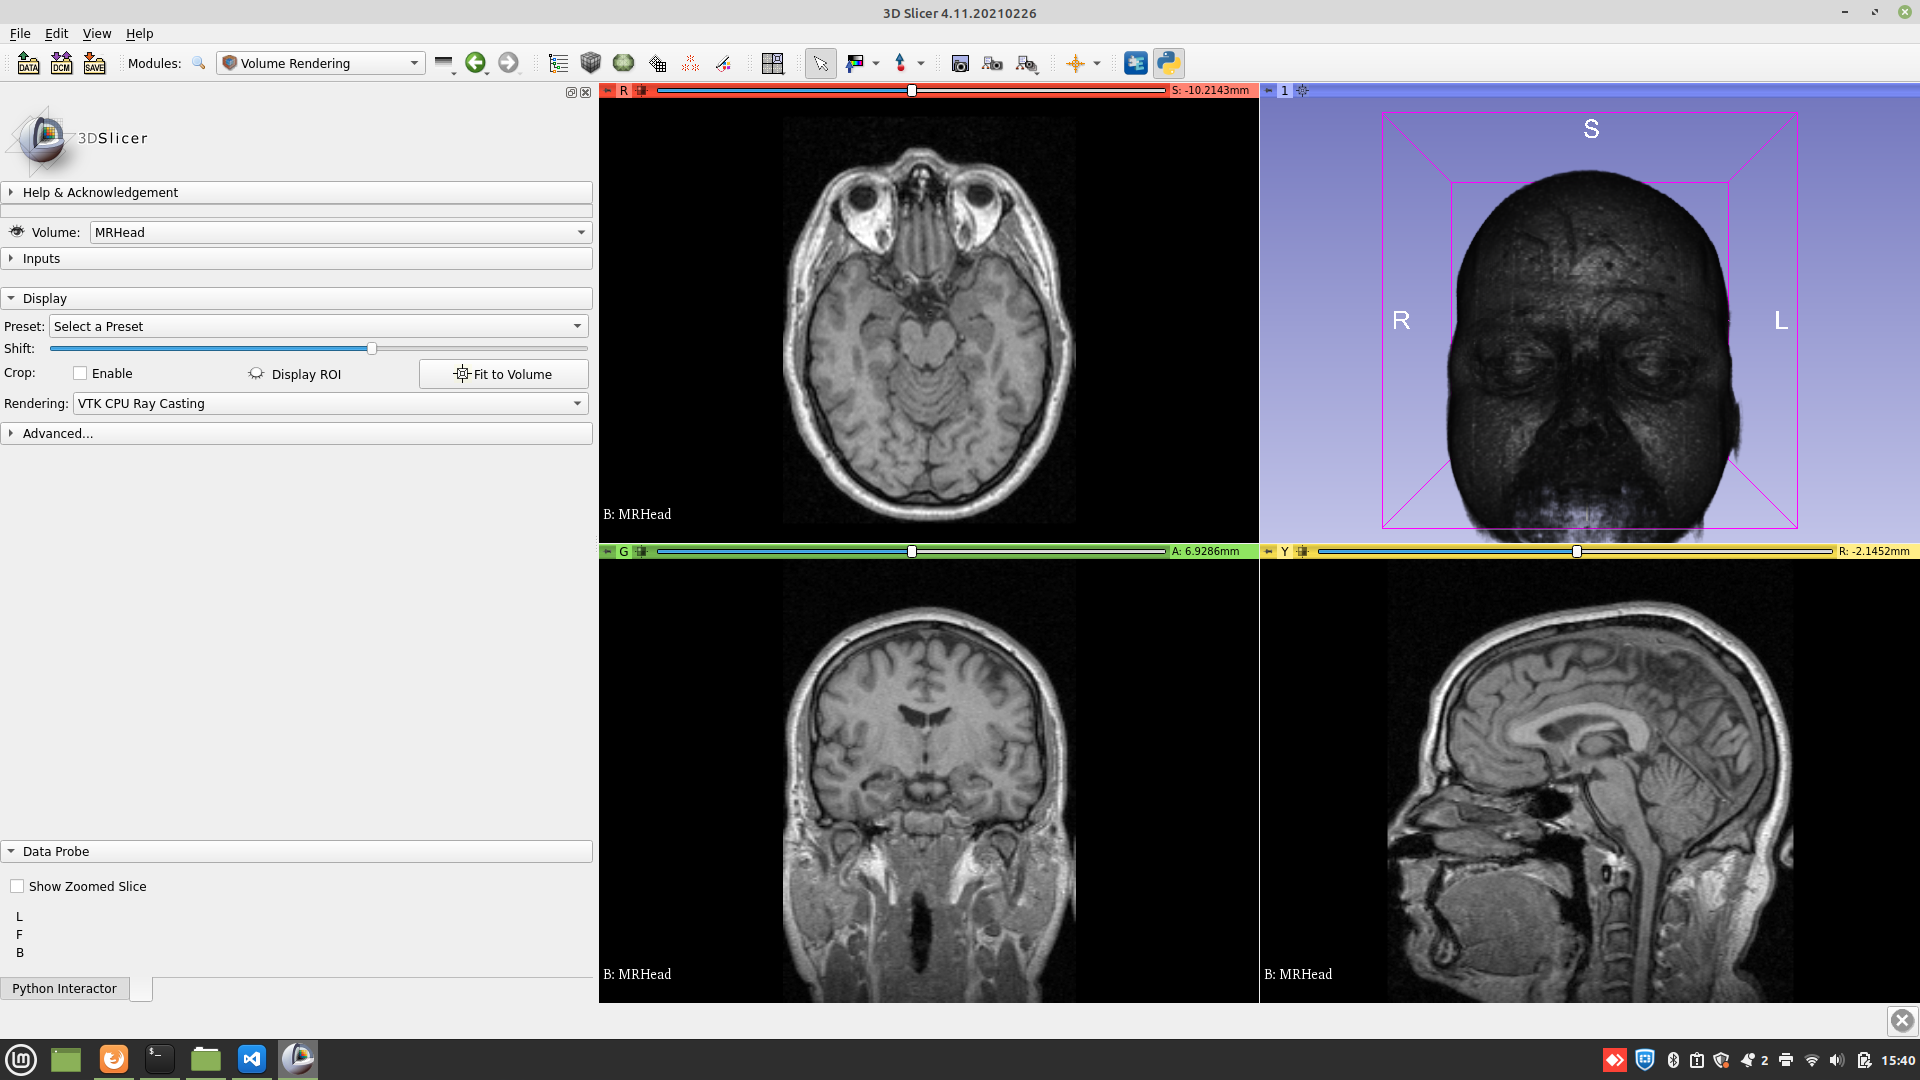 3D Slicer 4.11.20210226
File Edit View Help
DATA DCM SAVE Modules: Volume Rendering
3DSlicer
Help & Acknowledgement
Volume: MRHead
Inputs
Display
Preset: Select a Preset
Shift:
Crop: Enable Display ROI Fit to Volume
Rendering: VTK CPU Ray Casting
Advanced...
Data Probe
Show Zoomed Slice
L
F
B
Python Interactor
R S: -10.2143mm
B: MRHead
1
S
R L
G A: 6.9286mm
B: MRHead
Y R: -2.1452mm
B: MRHead
2 15:40